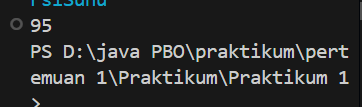 95
PS D:\java PBO\praktikum\pert
emuan 1\Praktikum\Praktikum 1
>